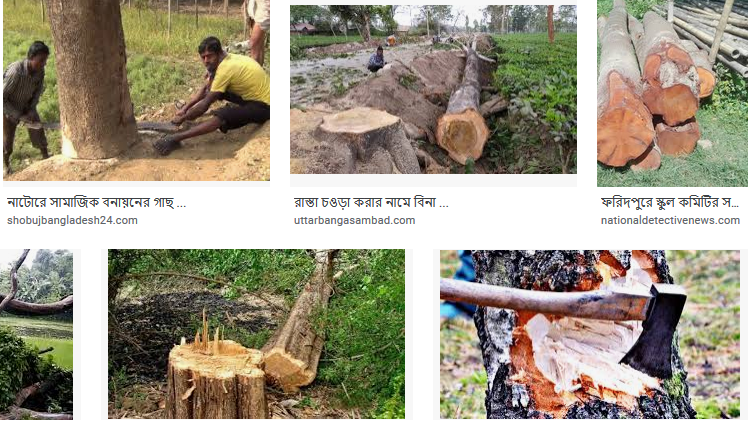 নাটোরে সামাজিক বনায়নের গাছ ...
shobujbangladesh24.com
রাস্তা চওড়া করার নামে বিনা ...
uttarbangasambad.com
ফরিদপুরে স্কুল কমিটির স...
nationaldetectivenews.com